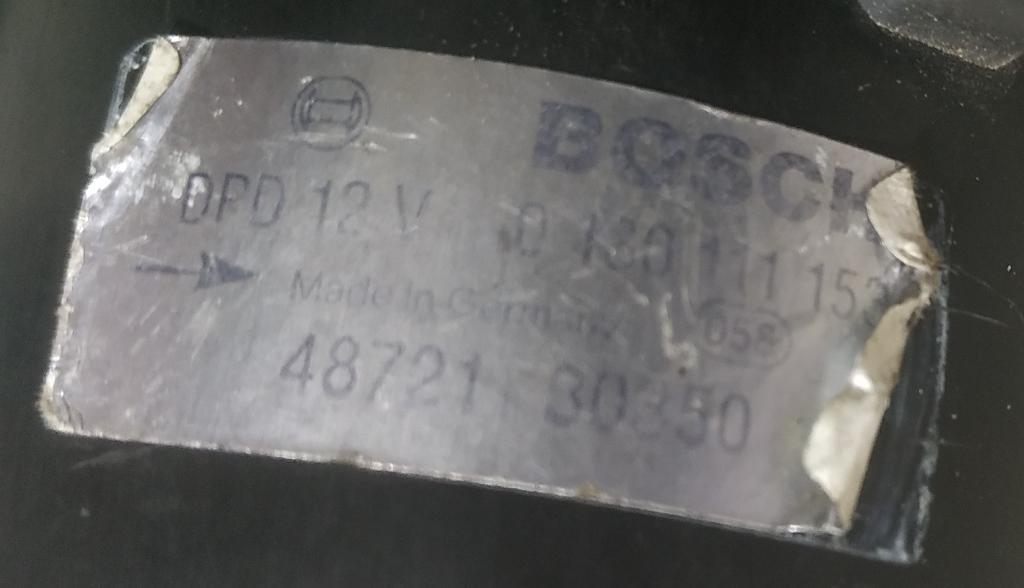 BOSCH
DPD 12 V 0 130 111 153
Made in Germany 058
48721 30350